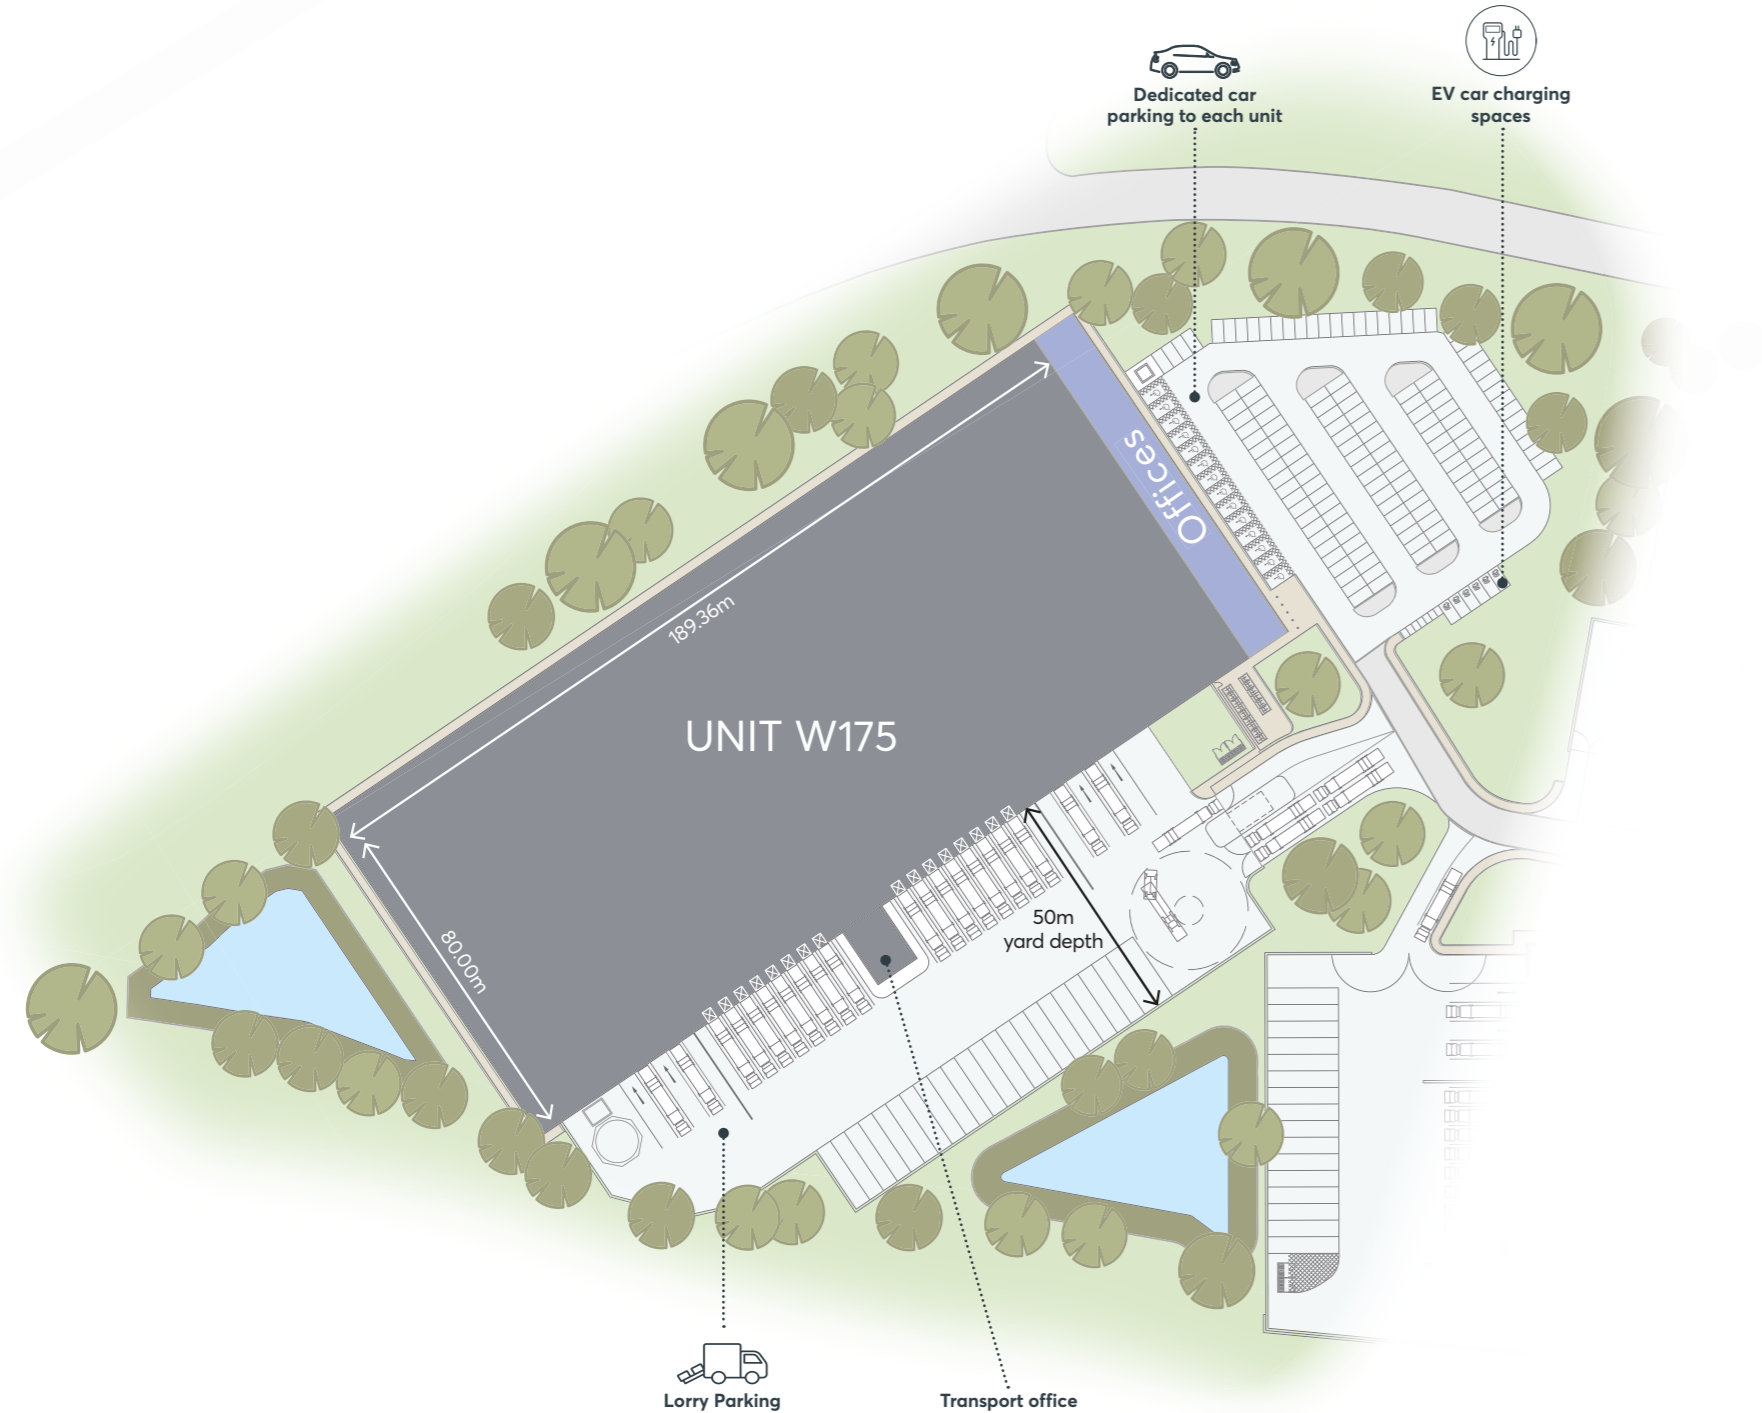 Dedicated car
parking to each unit
EV car charging
spaces
Offices
189.36m
UNIT W175
80.00m
50m
yard depth
Lorry Parking
Transport office